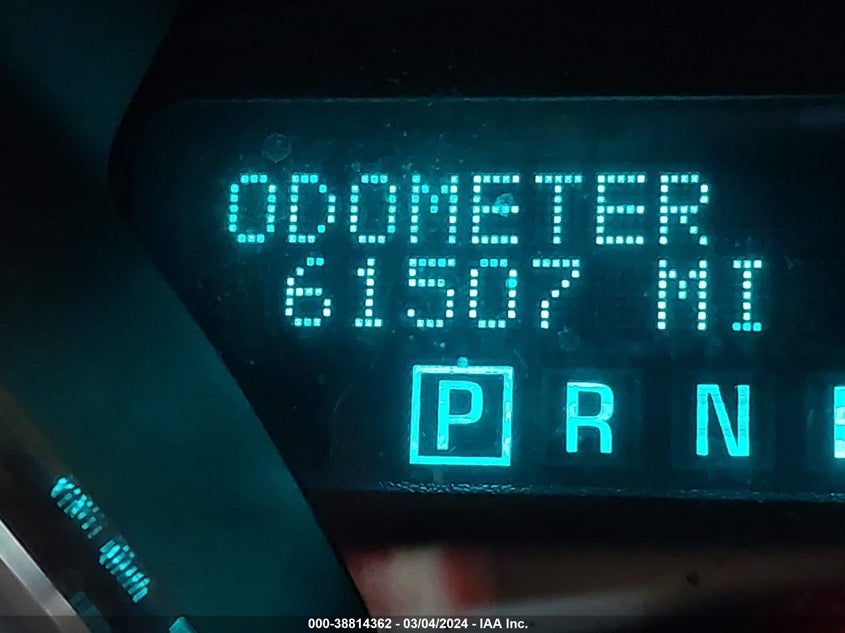 ODOMETER
61507 MI
P R N
000-38814362 - 03/04/2024 - IAA Inc.